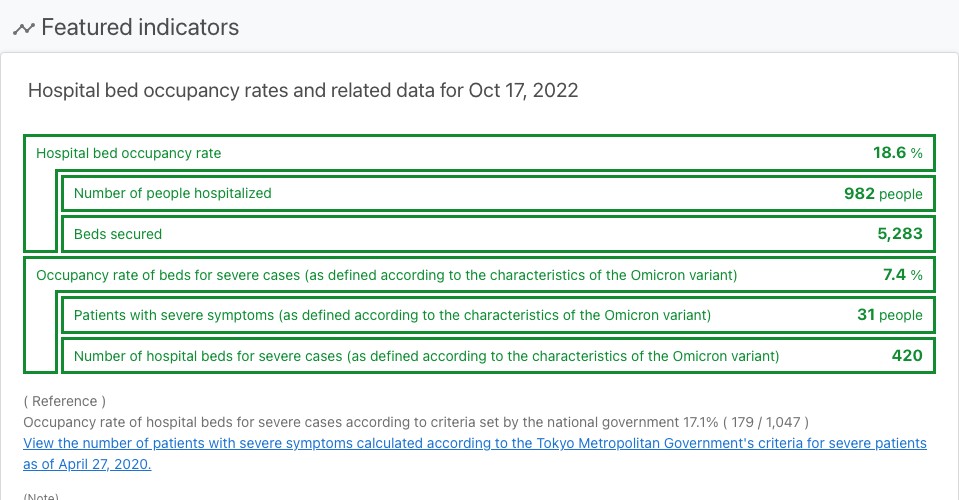 Featured indicators
Hospital bed occupancy rates and related data for Oct 17, 2022
Hospital bed occupancy rate 18.6 %
Number of people hospitalized 982 people
Beds secured 5,283
Occupancy rate of beds for severe cases (as defined according to the characteristics of the Omicron variant) 7.4 %
Patients with severe symptoms (as defined according to the characteristics of the Omicron variant) 31 people
Number of hospital beds for severe cases (as defined according to the characteristics of the Omicron variant) 420
( Reference )
Occupancy rate of hospital beds for severe cases according to criteria set by the national government 17.1% ( 179 / 1,047 )
View the number of patients with severe symptoms calculated according to the Tokyo Metropolitan Government's criteria for severe patients
as of April 27, 2020.
(Note)